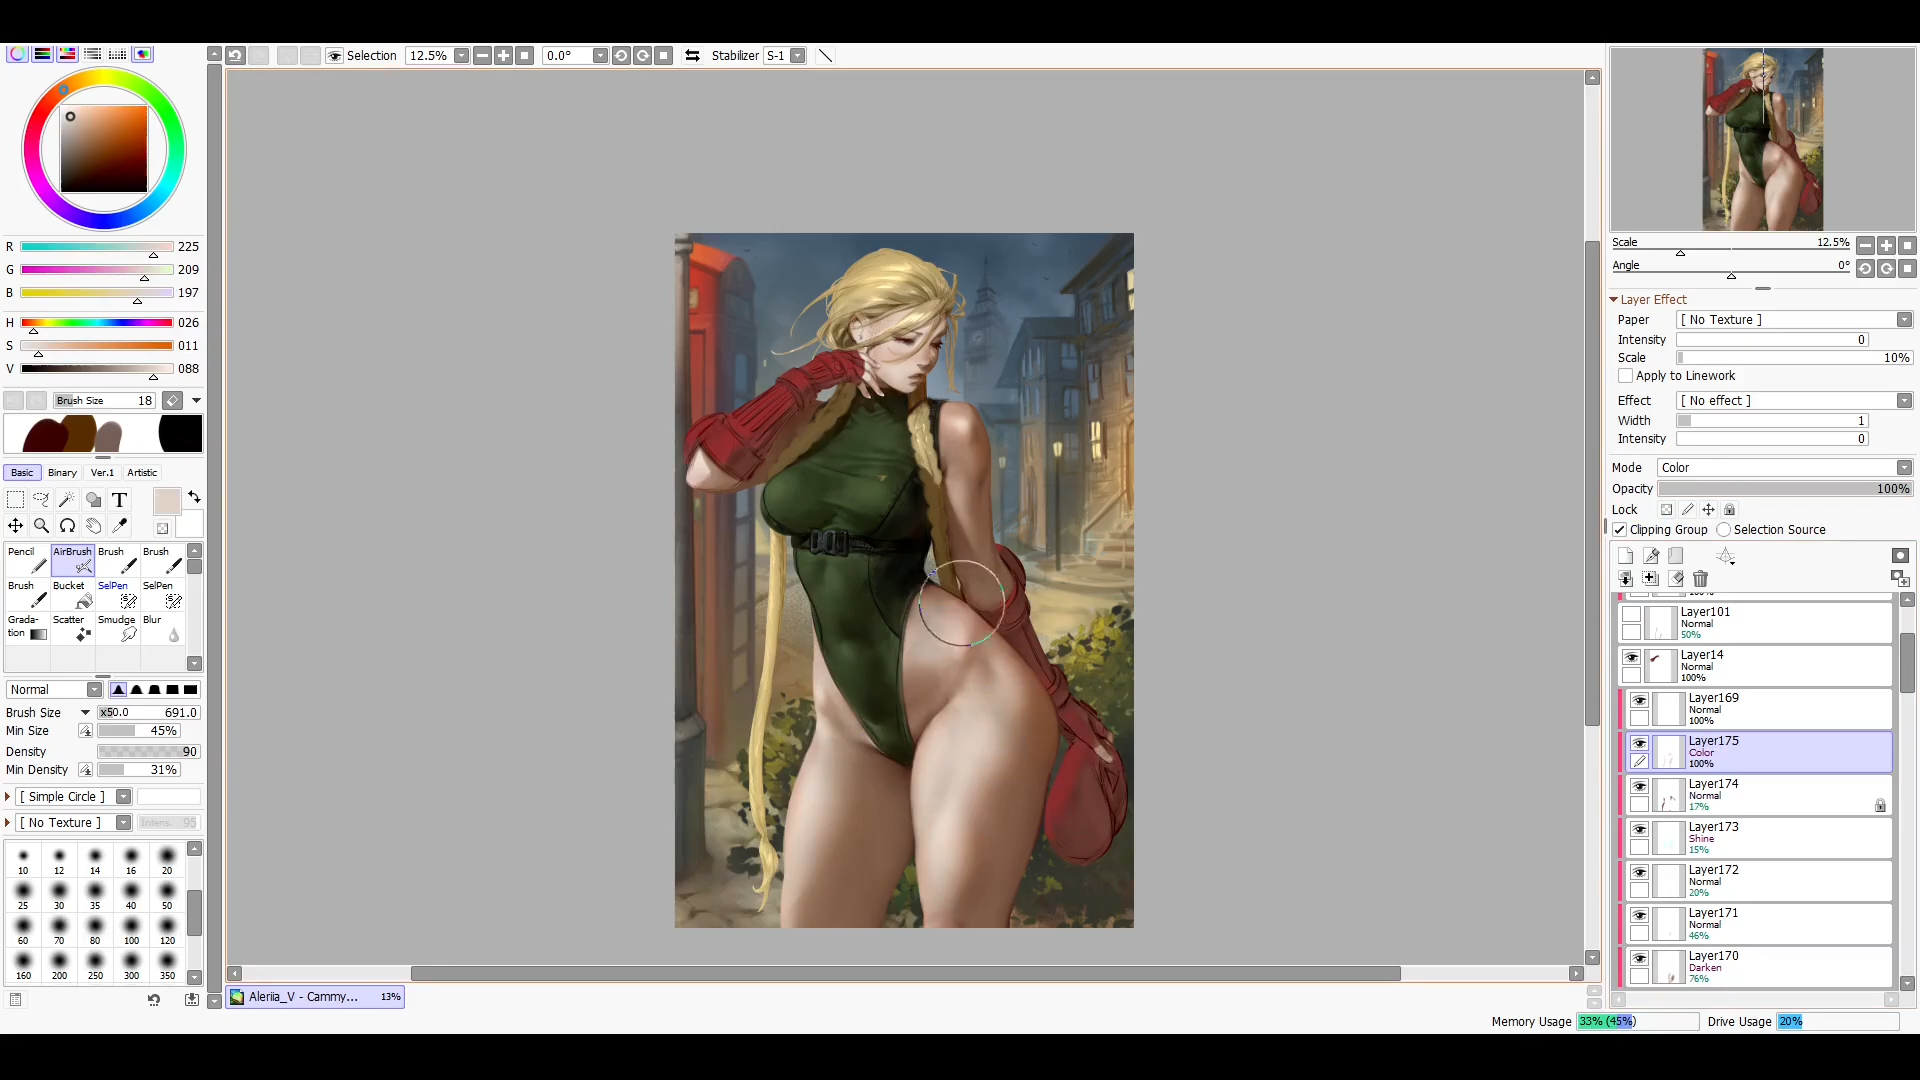 Selection
12.5%
0.0°
Stabilizer
S-1
R
225
G
209
B
197
H
026
S
011
V
088
Brush Size
18
Basic
Binary
Ver.1
Artistic
T
Pencil
AirBrush
Brush
Brush
Brush
Bucket
SelPen
SelPen
Grada-
tion
Scatter
Smudge
Blur
Normal
Brush Size
x50.0
691.0
Min Size
45%
Density
90
Min Density
31%
[ Simple Circle ]
[ No Texture ]
Intens.
95
10
12
14
16
20
25
30
35
40
50
60
70
80
100
120
160
200
250
300
350
Aleriia_V - Cammy...
13%
Scale
12.5%
Angle
0°
Layer Effect
Paper
[ No Texture ]
Intensity
0
Scale
10%
Apply to Linework
Effect
[ No effect ]
Width
1
Intensity
0
Mode
Color
Opacity
100%
Lock
Clipping Group
Selection Source
Layer101
Normal
50%
Layer14
Normal
100%
Layer169
Normal
100%
Layer175
Color
100%
Layer174
Normal
17%
Layer173
Shine
15%
Layer172
Normal
20%
Layer171
Normal
46%
Layer170
Darken
76%
Memory Usage
33% (45%)
Drive Usage
20%